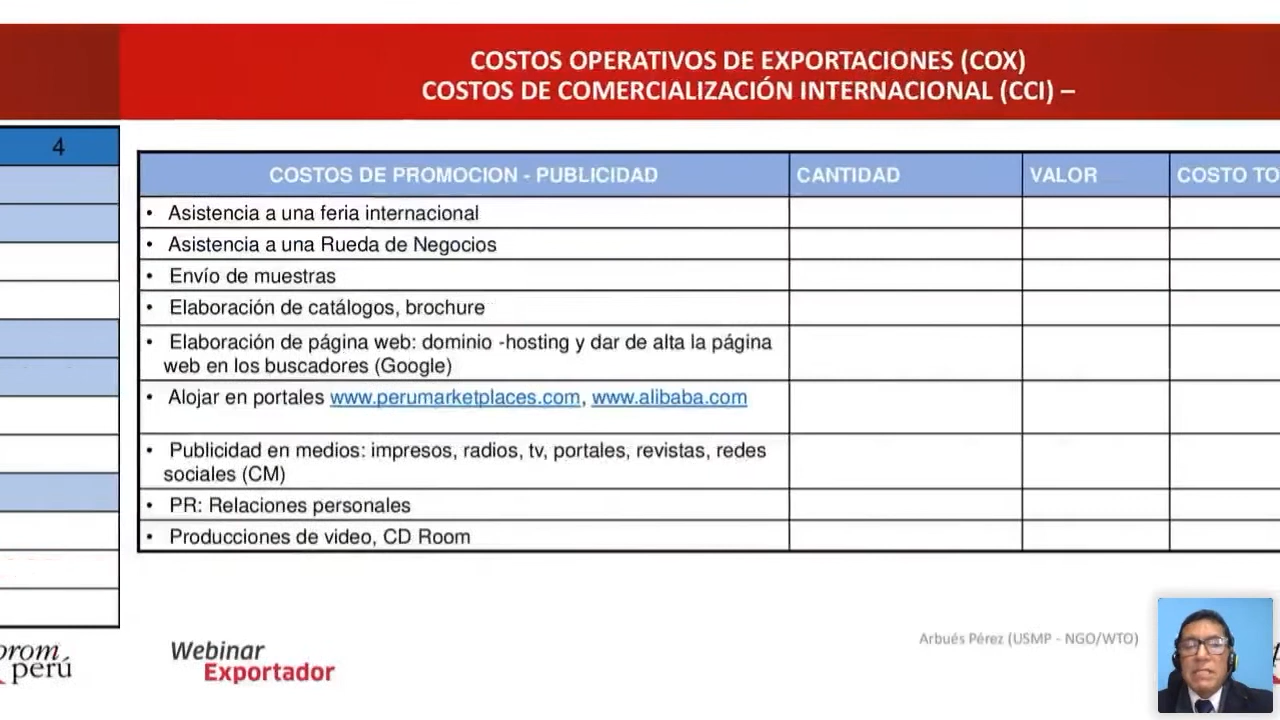 COSTOS OPERATIVOS DE EXPORTACIONES (COX)
COSTOS DE COMERCIALIZACIÓN INTERNACIONAL (CCI) –
4
COSTOS DE PROMOCION - PUBLICIDAD CANTIDAD VALOR COSTO TO
• Asistencia a una feria internacional
• Asistencia a una Rueda de Negocios
• Envío de muestras
• Elaboración de catálogos, brochure
• Elaboración de página web: dominio -hosting y dar de alta la página
web en los buscadores (Google)
• Alojar en portales www.perumarketplaces.com, www.alibaba.com
• Publicidad en medios: impresos, radios, tv, portales, revistas, redes
sociales (CM)
• PR: Relaciones personales
• Producciones de video, CD Room
Arbués Pérez (USMP - NGO/WTO)
prom
perú
Webinar
Exportador